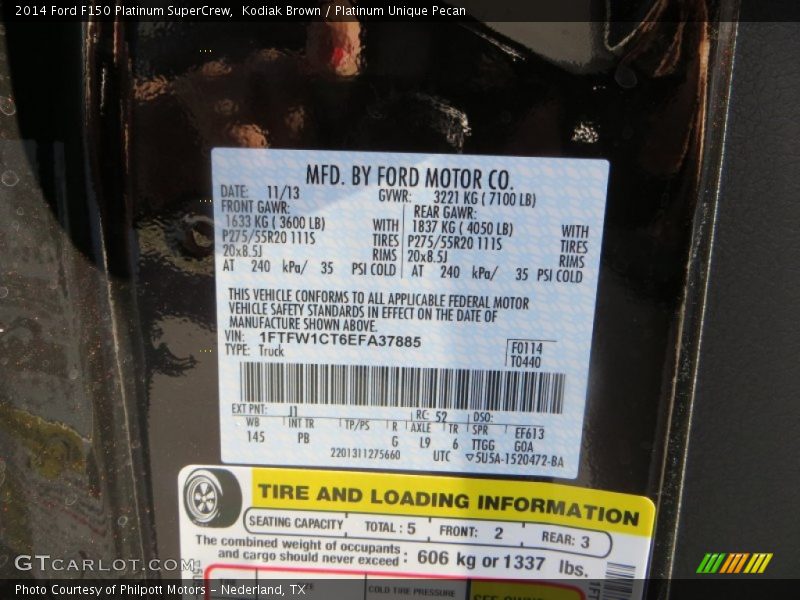 2014 Ford F150 Platinum SuperCrew, Kodiak Brown / Platinum Unique Pecan
MFD. BY FORD MOTOR CO.
DATE: 11/13 GVWR: 3221 KG ( 7100 LB)
FRONT GAWR: REAR GAWR:
1633 KG ( 3600 LB) WITH 1837 KG ( 4050 LB) WITH
P275/55R20 111S TIRES P275/55R20 111S TIRES
20x8.5J RIMS 20x8.5J RIMS
AT 240 kPa/ 35 PSI COLD AT 240 kPa/ 35 PSI COLD
THIS VEHICLE CONFORMS TO ALL APPLICABLE FEDERAL MOTOR
VEHICLE SAFETY STANDARDS IN EFFECT ON THE DATE OF
MANUFACTURE SHOWN ABOVE.
VIN: 1FTFW1CT6EFA37885
TYPE: Truck
F0114
T0440
EXT PNT: J1 RC: 52 DSO:
WB INT TR TP/PS R AXLE TR SPR EF613
145 PB G L9 6 TTGG GOA
2201311275660 UTC ▽5U5A-1520472-BA
TIRE AND LOADING INFORMATION
SEATING CAPACITY TOTAL : 5 FRONT: 2 REAR: 3
The combined weight of occupants
and cargo should never exceed : 606 kg or 1337 lbs.
COLD TIRE PRESSURE
GTCarlot.com
Photo Courtesy of Philpott Motors - Nederland, TX